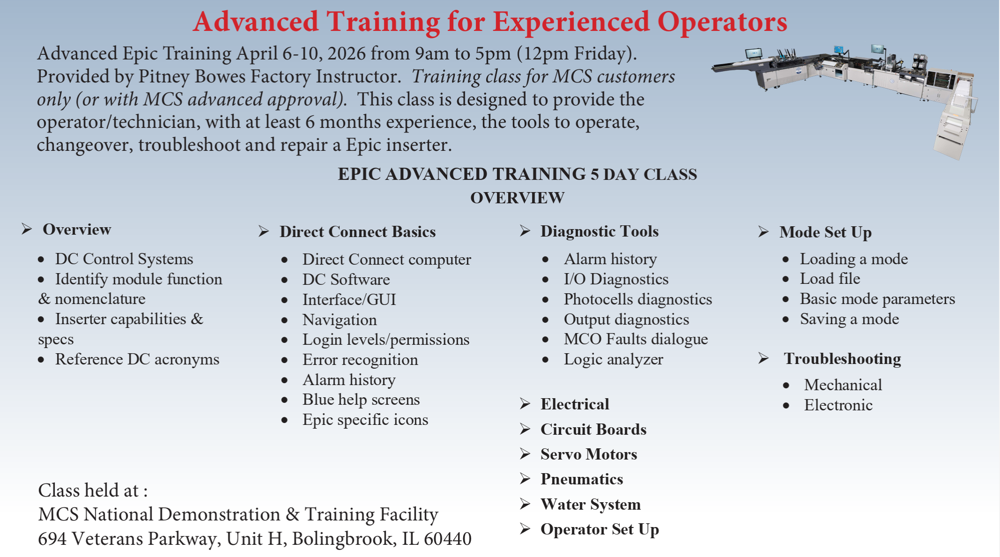 Advanced Training for Experienced Operators
Advanced Epic Training April 6-10, 2026 from 9am to 5pm (12pm Friday).
Provided by Pitney Bowes Factory Instructor. Training class for MCS customers
only (or with MCS advanced approval). This class is designed to provide the
operator/technician, with at least 6 months experience, the tools to operate,
changeover, troubleshoot and repair a Epic inserter.
EPIC ADVANCED TRAINING 5 DAY CLASS
OVERVIEW
➢ Overview
• DC Control Systems
• Identify module function
& nomenclature
• Inserter capabilities &
specs
• Reference DC acronyms
➢ Direct Connect Basics
• Direct Connect computer
• DC Software
• Interface/GUI
• Navigation
• Login levels/permissions
• Error recognition
• Alarm history
• Blue help screens
• Epic specific icons
➢ Diagnostic Tools
• Alarm history
• I/O Diagnostics
• Photocells diagnostics
• Output diagnostics
• MCO Faults dialogue
• Logic analyzer
➢ Electrical
➢ Circuit Boards
➢ Servo Motors
➢ Pneumatics
➢ Water System
➢ Operator Set Up
➢ Mode Set Up
• Loading a mode
• Load file
• Basic mode parameters
• Saving a mode
➢ Troubleshooting
• Mechanical
• Electronic
Class held at :
MCS National Demonstration & Training Facility
694 Veterans Parkway, Unit H, Bolingbrook, IL 60440